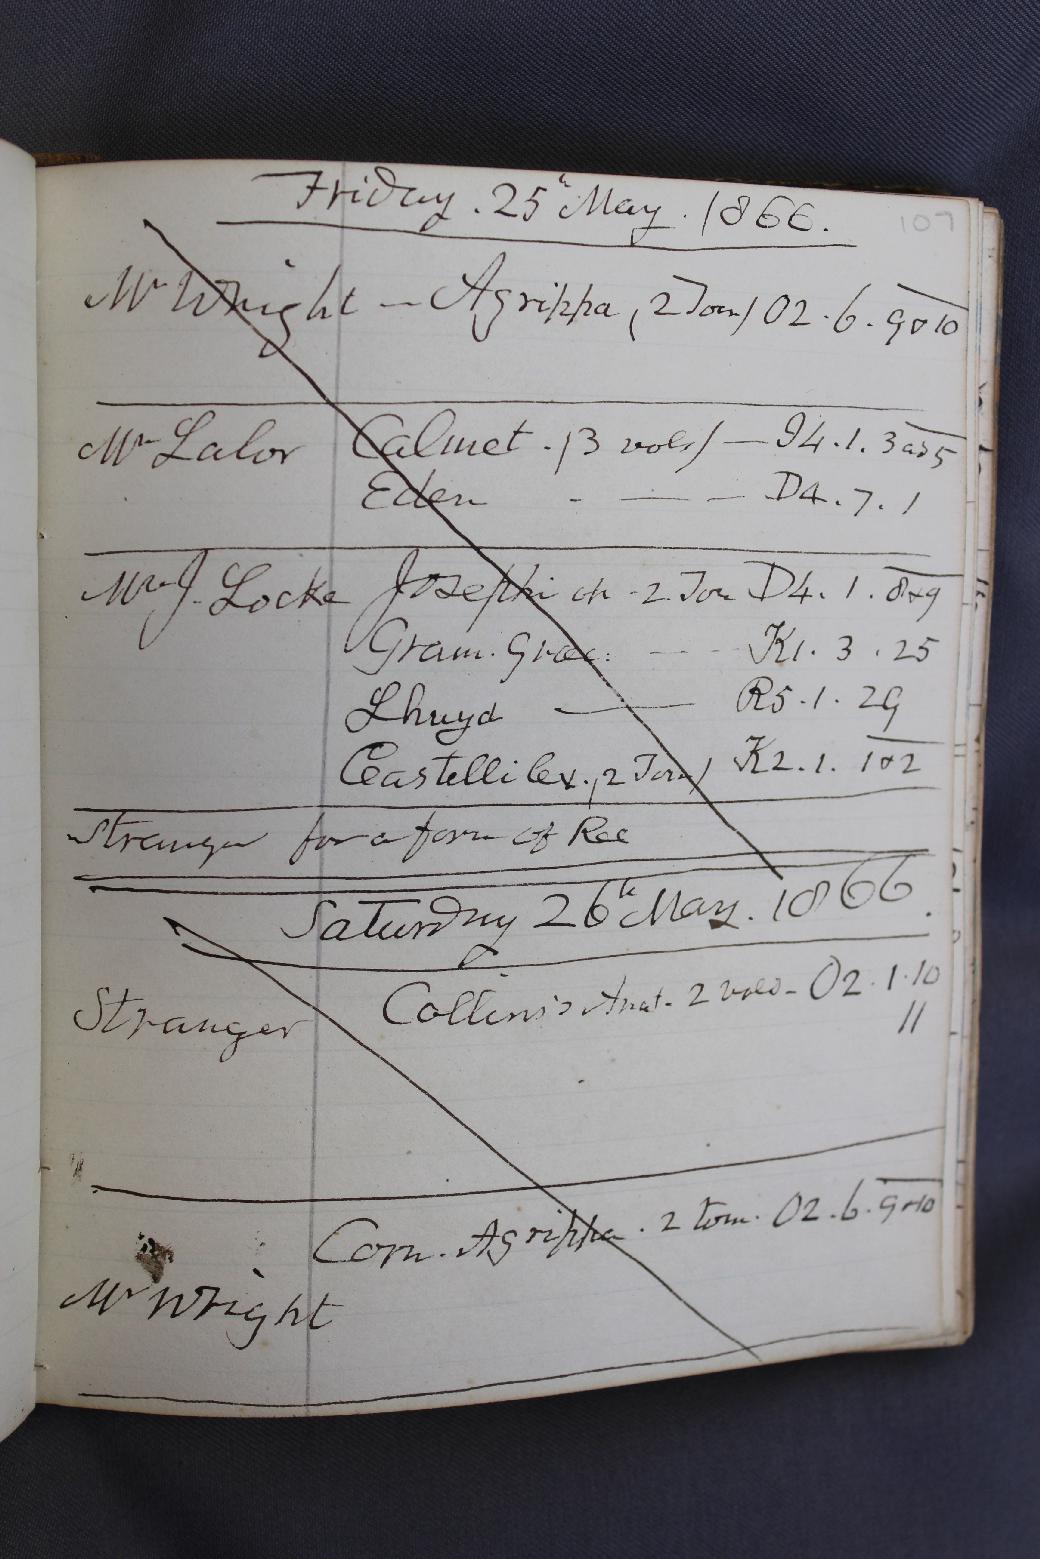 107
Friday . 25th May . 1866.
Mr Wright — Agrippa (2 Tom) O2 . 6 . 9 & 10
Mr Lalor Calmet . (3 vols) — I4 . 1 . 3 a 5
Eden - — — D4 . 7 . 1
Mr J. Locke Josephi 2 Tom D4 . 1 . 8 & 9
Gram. Graec: — — K1 . 3 . 25
Lhuyd — R5 . 1 . 29
Castelli Lex. (2 Tom) K2 . 1 . 1 & 2
Stranger for a form of Rec
Saturday 26th May . 1866 .
Stranger Collins's Anat. 2 vols - O2 . 1 . 10
11
Corn . Agrippa . 2 tom . O2 . 6 . 9 & 10
Mr Wright